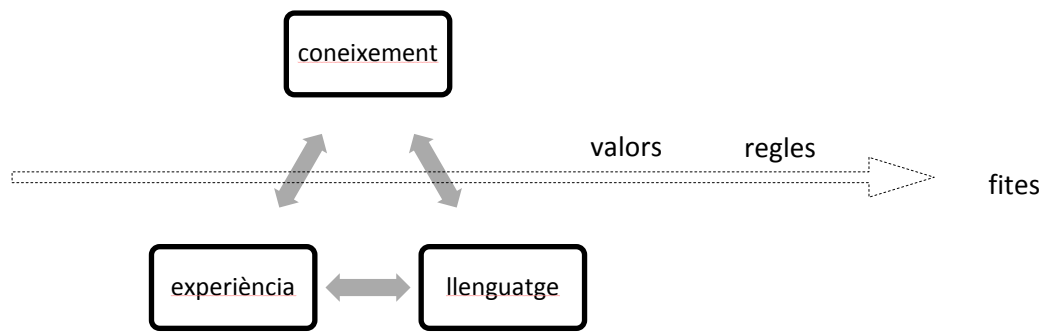 coneixement
valors
regles
fites
experiència
llenguatge